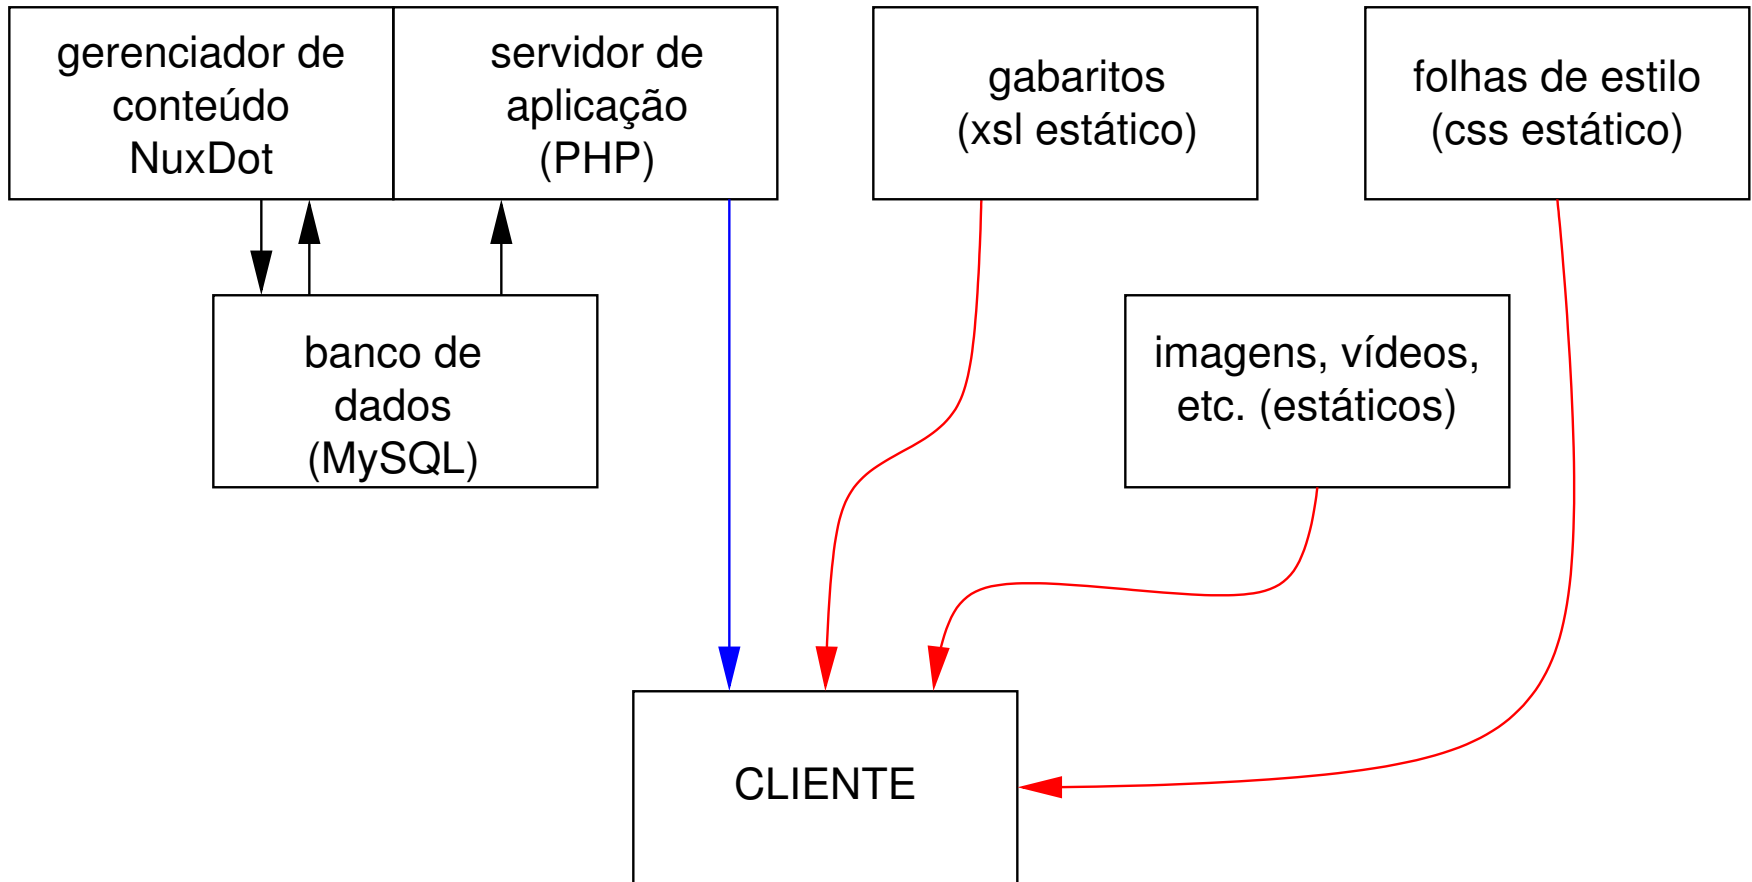 gerenciador de
conteúdo
NuxDot
servidor de
aplicação
(PHP)
gabaritos
(xsl estático)
folhas de estilo
(css estático)
banco de
dados
(MySQL)
imagens, vídeos,
etc. (estáticos)
CLIENTE